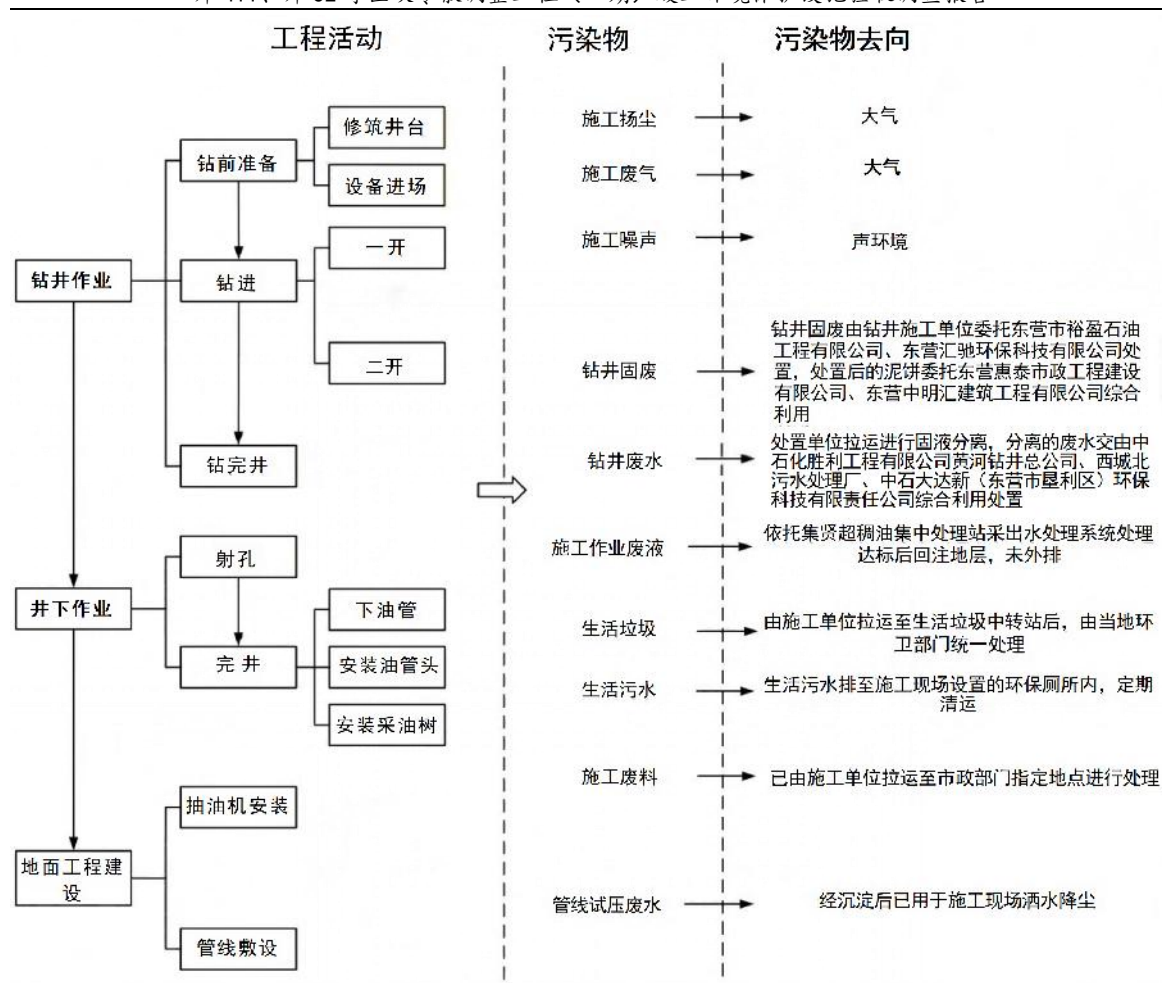 工程活动
污染物
污染物去向
修筑井台
钻前准备
设备进场
一开
钻井作业
钻进
二开
钻完井
射孔
井下作业
下油管
完井
安装油管头
安装采油树
抽油机安装
地面工程建
设
管线敷设
施工扬尘
大气
施工废气
大气
施工噪声
声环境
钻井固废
钻井固废由钻井施工单位委托东营市裕盈石油
工程有限公司、东营汇驰环保科技有限公司处
置,处置后的泥饼委托东营惠泰市政工程建设
有限公司、东营中明汇建筑工程有限公司综合
利用
钻井废水
处置单位拉运进行固液分离,分离的废水交由中
石化胜利工程有限公司黄河钻井总公司、西城北
污水处理厂、中石大达新(东营市垦利区)环保
科技有限责任公司综合利用处置
施工作业废液
依托集贤超稠油集中处理站采出水处理系统处理
达标后回注地层,未外排
生活垃圾
由施工单位拉运至生活垃圾中转站后,由当地环
卫部门统一处理
生活污水
生活污水排至施工现场设置的环保厕所内,定期
清运
施工废料
已由施工单位拉运至市政部门指定地点进行处理
管线试压废水
经沉淀后已用于施工现场洒水降尘